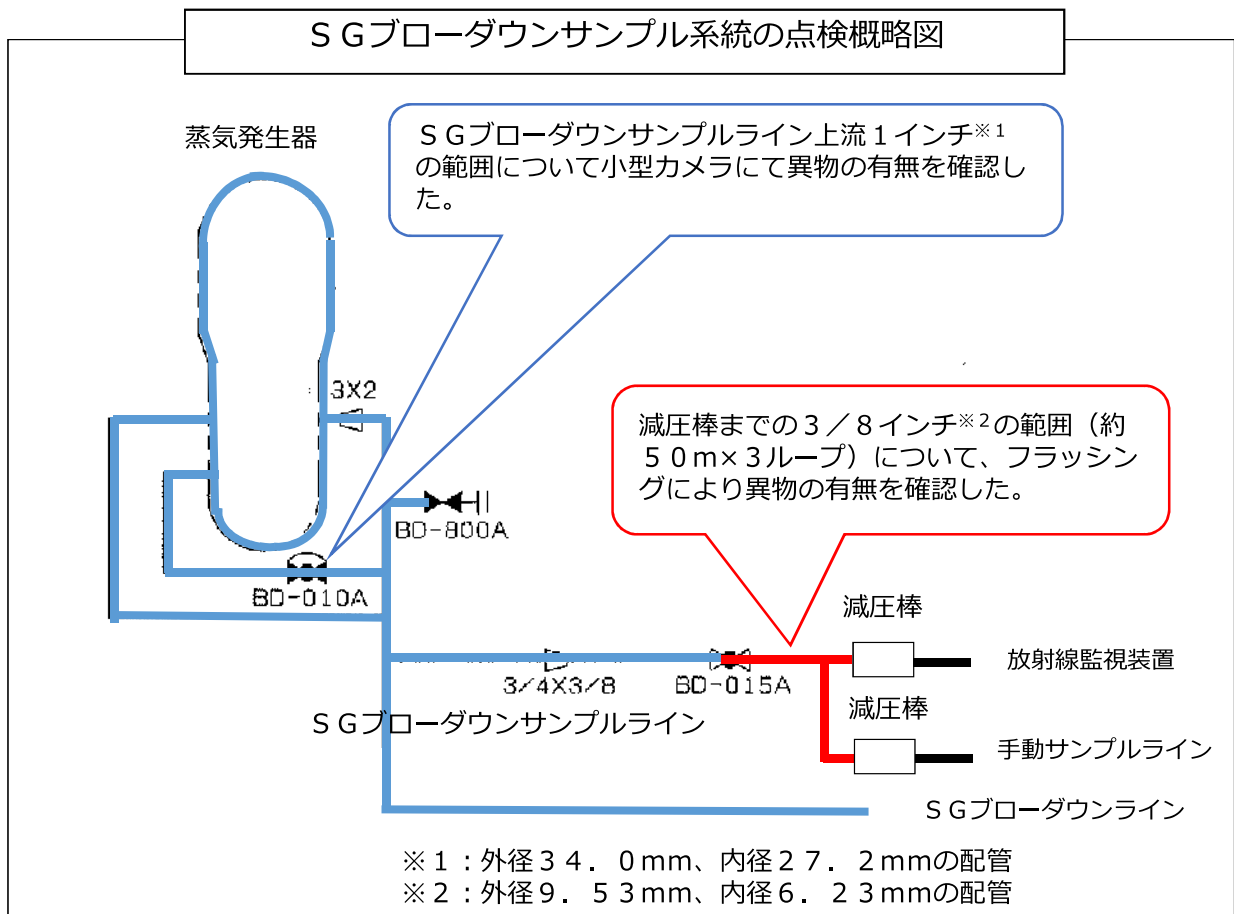 ＳＧブローダウンサンプル系統の点検概略図
蒸気発生器
ＳＧブローダウンサンプルライン上流１インチ※１
の範囲について小型カメラにて異物の有無を確認し
た。
3X2
減圧棒までの３／８インチ※２の範囲（約
５０ｍ×３ループ）について、フラッシン
グにより異物の有無を確認した。
BD-800A
BD-010A
減圧棒
放射線監視装置
3/4X3/8
BD-015A
ＳＧブローダウンサンプルライン
減圧棒
手動サンプルライン
ＳＧブローダウンライン
※１：外径３４．０mm、内径２７．２mmの配管
※２：外径９．５３mm、内径６．２３mmの配管